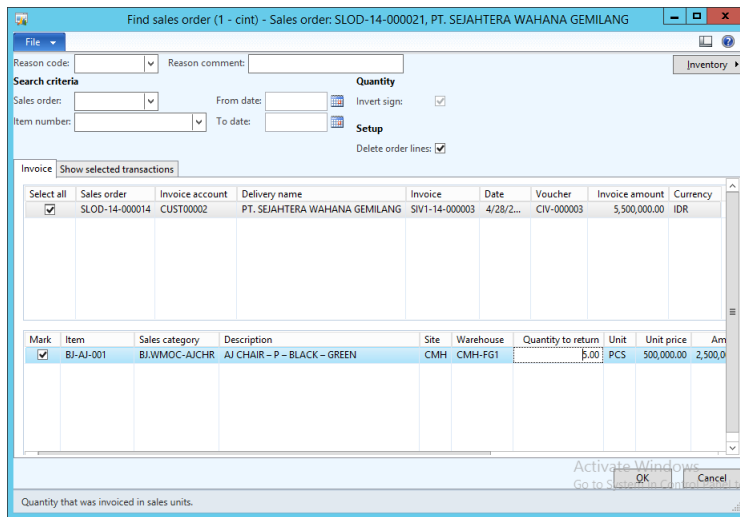 Find sales order (1 - cint) - Sales order: SLOD-14-000021, PT. SEJAHTERA WAHANA GEMILANG
File
Reason code: Reason comment: Inventory
Search criteria Quantity
Sales order: From date: Invert sign:
Item number: To date: Setup
Delete order lines:
Invoice Show selected transactions
Select all Sales order Invoice account Delivery name Invoice Date Voucher Invoice amount Currency
SLOD-14-000014 CUST00002 PT. SEJAHTERA WAHANA GEMILANG SIV1-14-000003 4/28/2... CIV-000003 5,500,000.00 IDR
Mark Item Sales category Description Site Warehouse Quantity to return Unit Unit price Am
BJ-AJ-001 BJ.WMOC-AJCHR AJ CHAIR – P – BLACK – GREEN CMH CMH-FG1 5.00 PCS 500,000.00 2,500,0
Activate Windows
Go to System in Control Panel t
OK Cancel
Quantity that was invoiced in sales units.